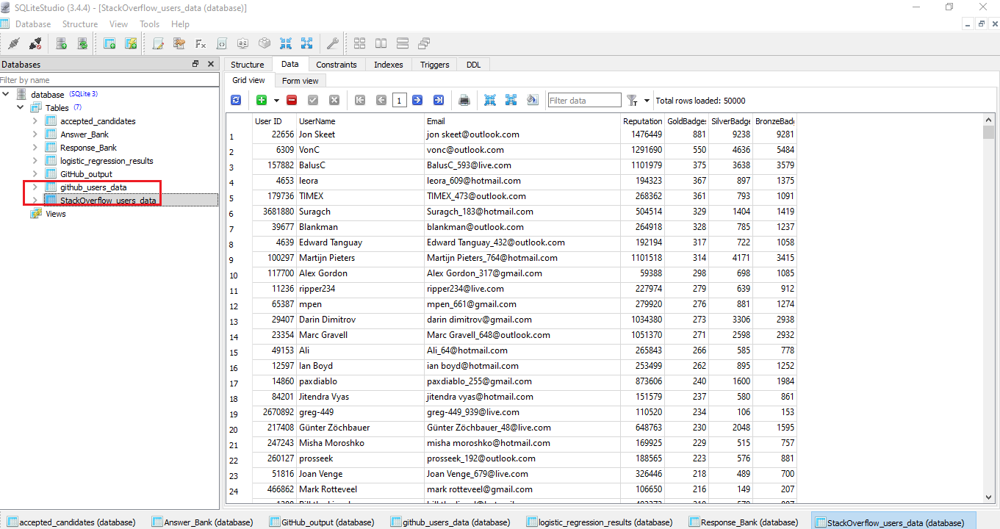 SQLiteStudio (3.4.4) - [StackOverflow_users_data (database)]
Database Structure View Tools Help
Databases
Filter by name
database (SQLite 3)
Tables (7)
accepted_candidates
Answer_Bank
Response_Bank
logistic_regression_results
GitHub_output
github_users_data
StackOverflow_users_data
Views
Structure Data Constraints Indexes Triggers DDL
Grid view Form view
1 Filter data Total rows loaded: 50000
User ID UserName Email Reputation GoldBadges SilverBadge BronzeBadg
1 22656 Jon Skeet jon skeet@outlook.com 1476449 881 9238 9281
2 6309 VonC vonc@outlook.com 1291690 550 4636 5484
3 157882 BalusC BalusC_593@live.com 1101979 375 3638 3579
4 4653 leora leora_609@hotmail.com 194323 367 897 1375
5 179736 TIMEX TIMEX_473@outlook.com 268362 361 793 1091
6 3681880 Suragch Suragch_183@hotmail.com 504514 329 1404 1419
7 39677 Blankman blankman@outlook.com 264918 328 785 1237
8 4639 Edward Tanguay Edward Tanguay_432@outlook.com 192194 317 722 1058
9 100297 Martijn Pieters Martijn Pieters_764@hotmail.com 1101518 314 4171 3415
10 117700 Alex Gordon Alex Gordon_317@gmail.com 59388 298 698 1085
11 11236 ripper234 ripper234@live.com 227974 279 639 912
12 65387 mpen mpen_661@gmail.com 279920 276 881 1274
13 29407 Darin Dimitrov darin dimitrov@gmail.com 1034380 273 3306 2938
14 23354 Marc Gravell Marc Gravell_648@outlook.com 1051370 271 2598 2932
15 49153 Ali Ali_64@hotmail.com 265843 266 585 778
16 12597 Ian Boyd ian boyd@hotmail.com 253499 262 895 1252
17 14860 paxdiablo paxdiablo_255@gmail.com 873606 240 1600 1984
18 84201 Jitendra Vyas jitendra vyas@hotmail.com 151579 237 580 861
19 2670892 greg-449 greg-449_939@live.com 110520 234 106 153
20 217408 Günter Zöchbauer Günter Zöchbauer_48@live.com 648763 230 2048 1595
21 247243 Misha Moroshko misha moroshko@hotmail.com 169925 229 515 757
22 260127 prosseek prosseek_192@outlook.com 188565 223 576 881
23 51816 Joan Venge Joan Venge_679@live.com 326446 218 489 700
24 466862 Mark Rotteveel mark rotteveel@gmail.com 106650 216 149 207
accepted_candidates (database) Answer_Bank (database) GitHub_output (database) github_users_data (database) logistic_regression_results (database) Response_Bank (database) StackOverflow_users_data (database)